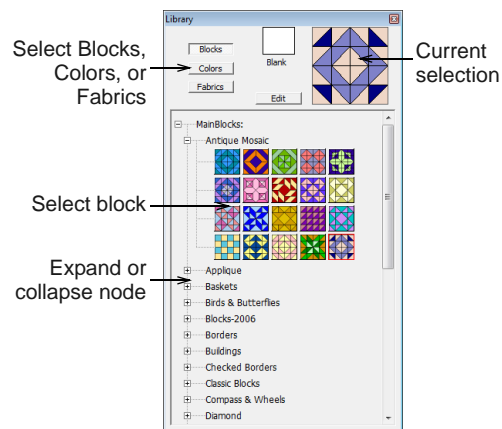 Library
Select Blocks,
Colors, or
Fabrics
Blocks
Colors
Fabrics
Blank
Edit
Current
selection
MainBlocks:
Antique Mosaic
Select block
Expand or
collapse node
Applique
Baskets
Birds & Butterflies
Blocks-2006
Borders
Buildings
Checked Borders
Classic Blocks
Compass & Wheels
Diamond